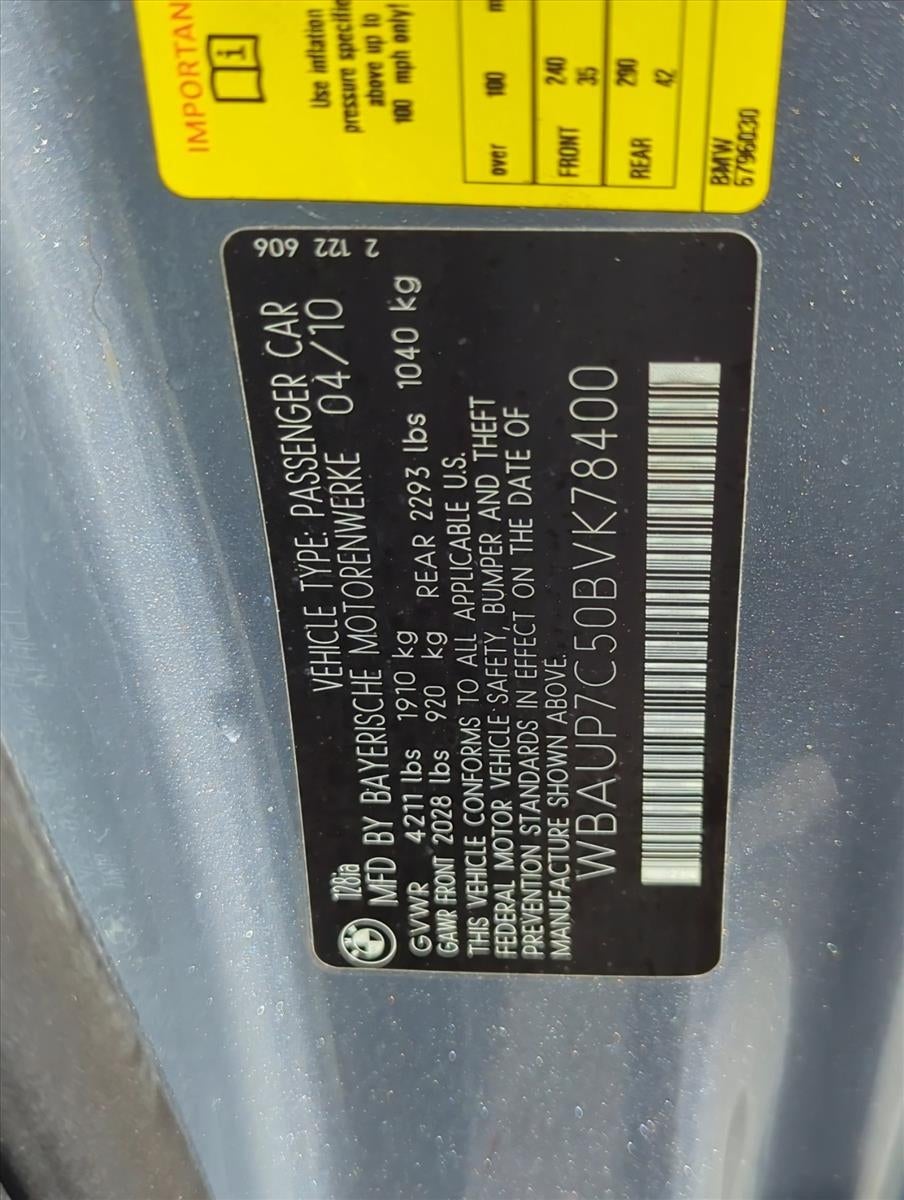 IMPORTAN
i
Use inflation
pressure specifie
above up to
100 mph only!
over 100 m
FRONT 240
35
REAR 290
42
BMW
6796030
2 122 606
VEHICLE TYPE: PASSENGER CAR
128ia
MFD BY BAYERISCHE MOTORENWERKE 04/10
GVWR 4211 lbs 1910 kg
GAWR FRONT 2028 lbs 920 kg REAR 2293 lbs 1040 kg
THIS VEHICLE CONFORMS TO ALL APPLICABLE U.S.
FEDERAL MOTOR VEHICLE SAFETY, BUMPER AND THEFT
PREVENTION STANDARDS IN EFFECT ON THE DATE OF
MANUFACTURE SHOWN ABOVE.
WBAUP7C50BVK78400